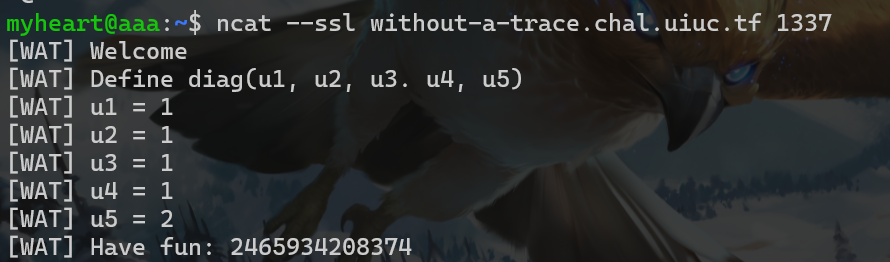 myheart@aaa:~$ ncat --ssl without-a-trace.chal.uiuc.tf 1337
[WAT] Welcome
[WAT] Define diag(u1, u2, u3. u4, u5)
[WAT] u1 = 1
[WAT] u2 = 1
[WAT] u3 = 1
[WAT] u4 = 1
[WAT] u5 = 2
[WAT] Have fun: 2465934208374